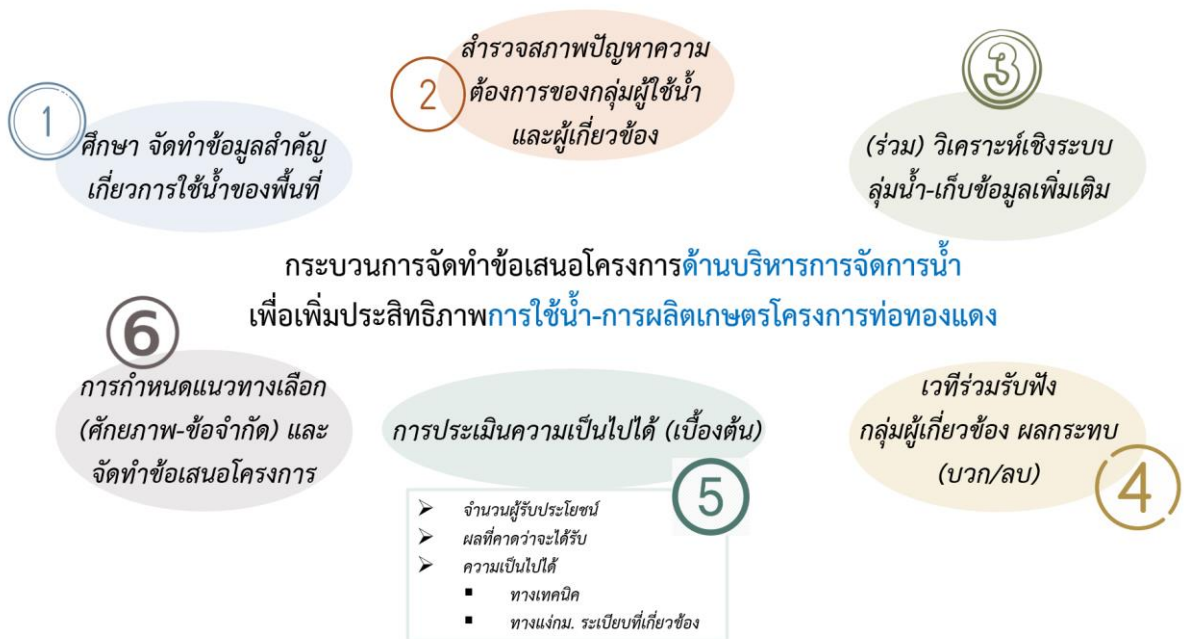 1
ศึกษา จัดทำข้อมูลสำคัญ
เกี่ยวการใช้น้ำของพื้นที่
2
สำรวจสภาพปัญหาความ
ต้องการของกลุ่มผู้ใช้น้ำ
และผู้เกี่ยวข้อง
3
(ร่วม) วิเคราะห์เชิงระบบ
ลุ่มน้ำ-เก็บข้อมูลเพิ่มเติม
กระบวนการจัดทำข้อเสนอโครงการด้านบริหารการจัดการน้ำ
เพื่อเพิ่มประสิทธิภาพการใช้น้ำ-การผลิตเกษตรโครงการท่อทองแดง
เวทีร่วมรับฟัง
กลุ่มผู้เกี่ยวข้อง ผลกระทบ
(บวก/ลบ)
4
การประเมินความเป็นไปได้ (เบื้องต้น)
5
➢ จำนวนผู้รับประโยชน์
➢ ผลที่คาดว่าจะได้รับ
➢ ความเป็นไปได้
▪ ทางเทคนิค
▪ ทางแง่กม. ระเบียบที่เกี่ยวข้อง
6
การกำหนดแนวทางเลือก
(ศักยภาพ-ข้อจำกัด) และ
จัดทำข้อเสนอโครงการ